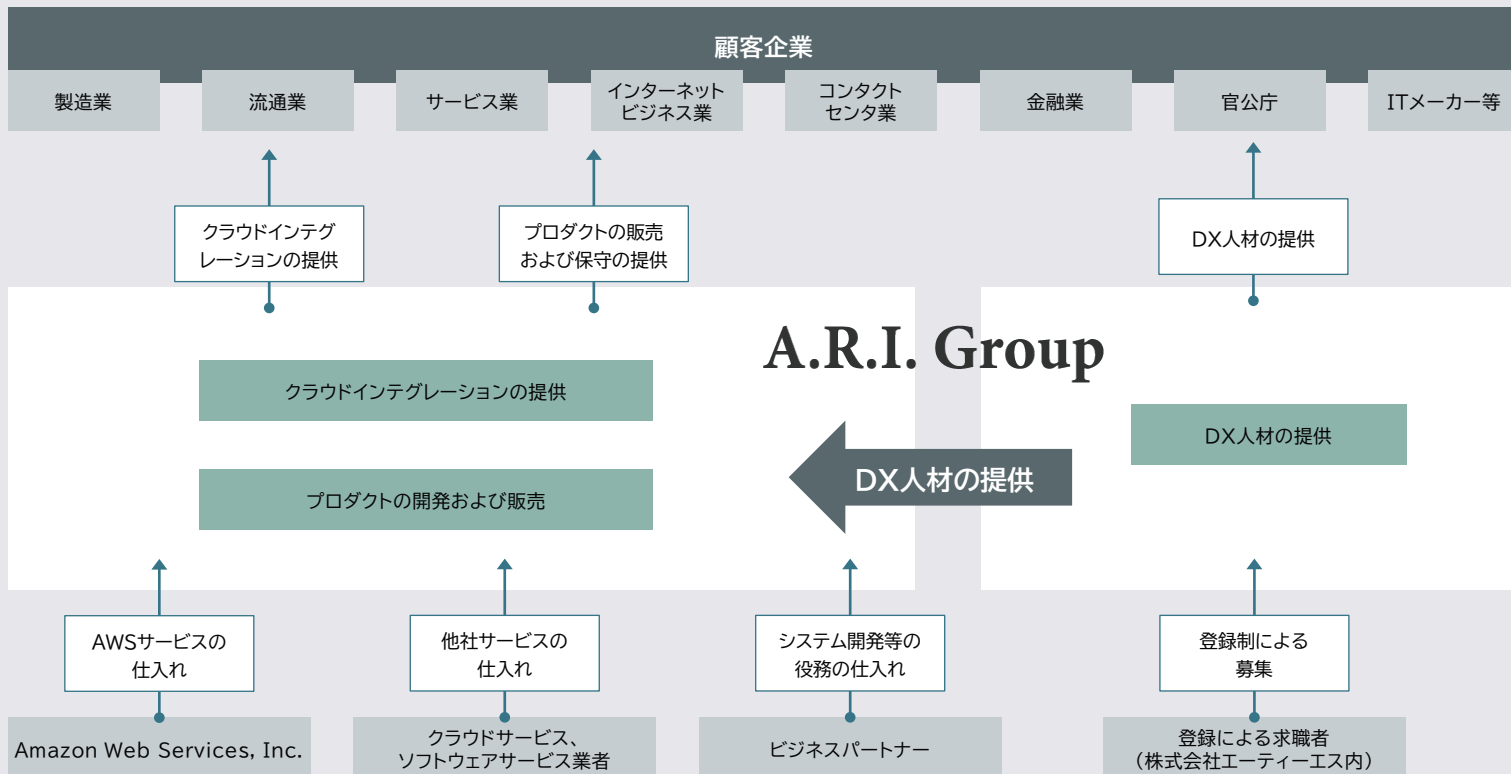 顧客企業
製造業
流通業
サービス業
インターネット
ビジネス業
コンタクト
センタ業
金融業
官公庁
ITメーカー等
クラウドインテグ
レーションの提供
プロダクトの販売
および保守の提供
DX人材の提供
A.R.I. Group
クラウドインテグレーションの提供
プロダクトの開発および販売
DX人材の提供
DX人材の提供
AWSサービスの
仕入れ
他社サービスの
仕入れ
システム開発等の
役務の仕入れ
登録制による
募集
Amazon Web Services, Inc.
クラウドサービス、
ソフトウェアサービス業者
ビジネスパートナー
登録による求職者
（株式会社エーティーエス内）